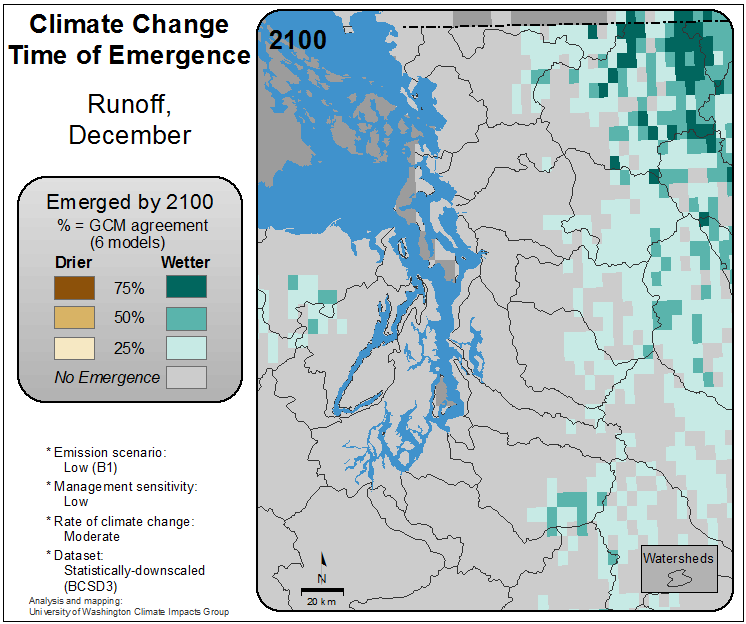 Climate Change
Time of Emergence
Runoff,
December
Emerged by 2100
% = GCM agreement
(6 models)
Drier Wetter
75%
50%
25%
No Emergence
* Emission scenario:
Low (B1)
* Management sensitivity:
Low
* Rate of climate change:
Moderate
* Dataset:
Statistically-downscaled
(BCSD3)
Analysis and mapping:
University of Washington Climate Impacts Group
2100
N
20 km
Watersheds